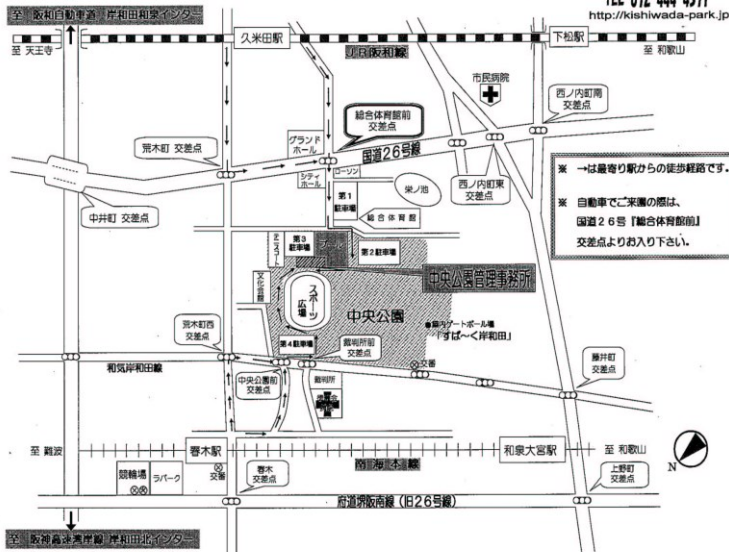 至 阪和自動車道 岸和田和泉インター
TEL 072-444-4977
http://kishiwada-park.jp
至 天王寺
久米田駅
JR阪和線
下松駅
至 和歌山
市民病院
総合体育館前
交差点
西ノ内町南
交差点
荒木町 交差点
グランド
ホール
国道26号線
シティ
ホール
ローソン
第1
駐車場
栄ノ池
西ノ内町東
交差点
中井町 交差点
総合体育館
※ →は最寄り駅からの徒歩経路です。
※ 自動車でご来園の際は、
国道26号『総合体育館前』
交差点よりお入り下さい。
テニスコート
第3
駐車場
プール
第2駐車場
中央公園管理事務所
文化会館
スポーツ
広場
中央公園
●屋内ゲートボール場
「すぱ~く岸和田」
荒木町西
交差点
第4駐車場
裁判所前
交差点
交番
藤井町
交差点
和気岸和田線
中央公園前
交差点
裁判所
至 難波
春木駅
和泉大宮駅
至 和歌山
南海本線
N
競輪場
ラパーク
交番
春木
交差点
上野町
交差点
府道堺阪南線(旧26号線)
至 阪神高速湾岸線 岸和田北インター